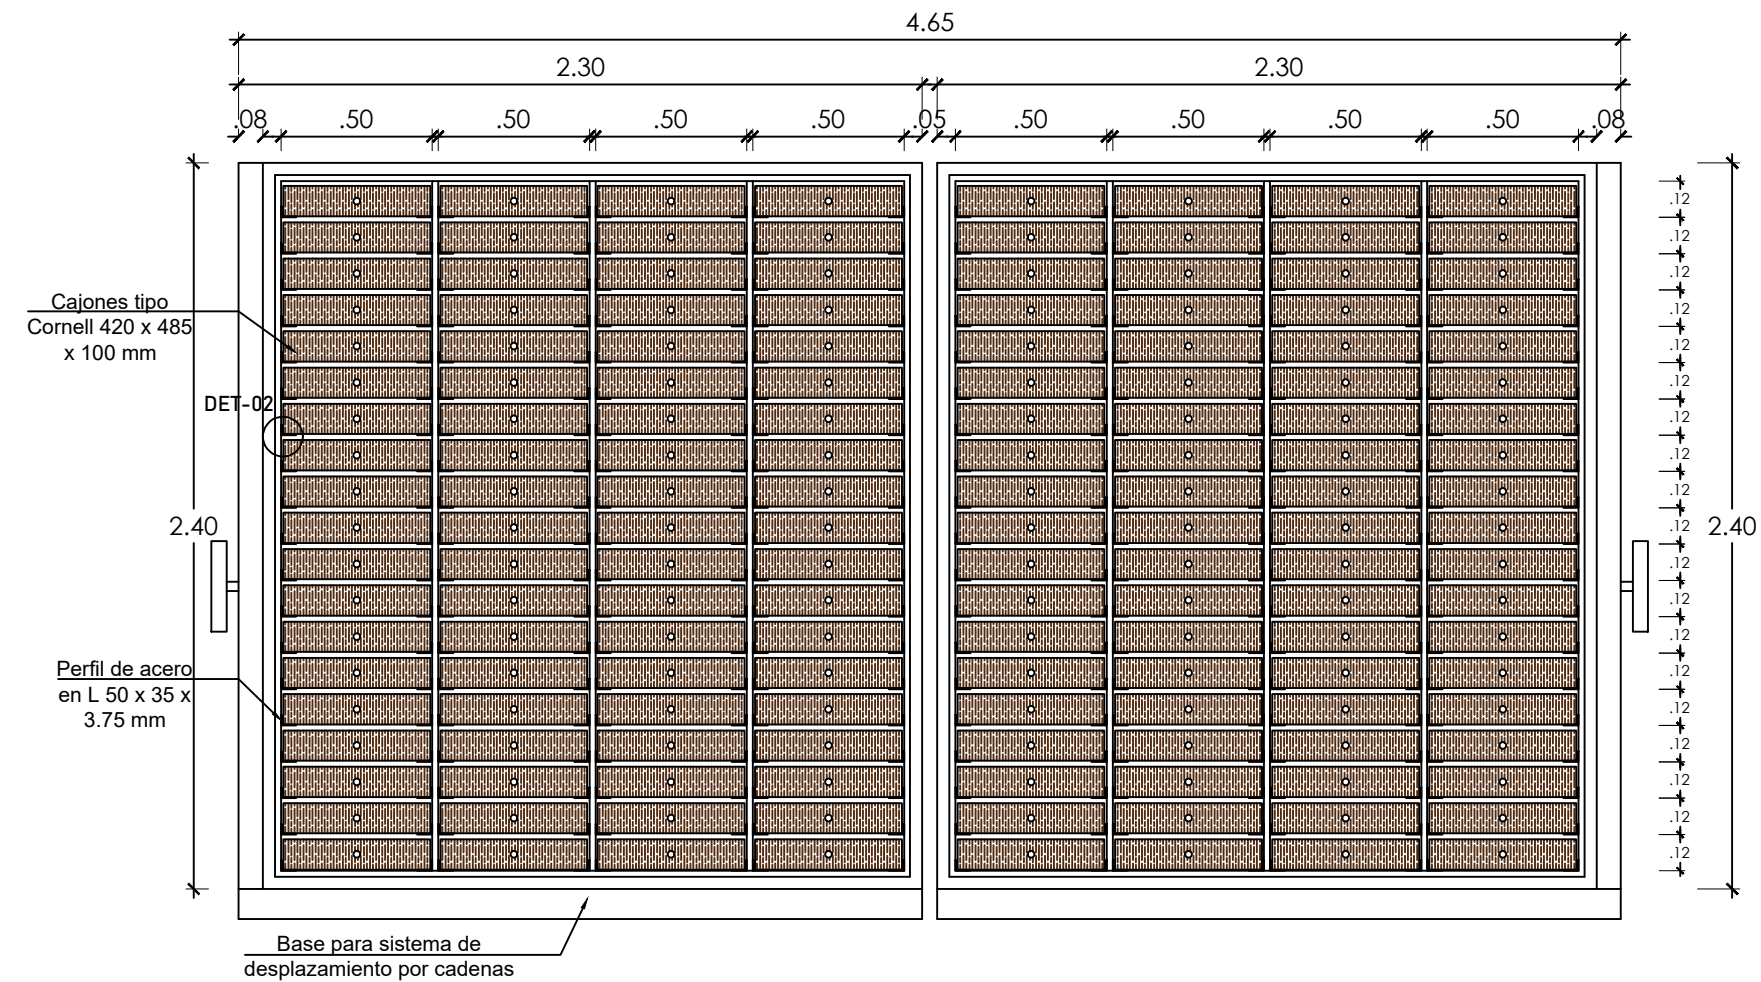 4.65
2.30 2.30
.08 .50 .50 .50 .50 .05 .50 .50 .50 .50 .08
.12
.12
.12
Cajones tipo
Cornell 420 x 485
x 100 mm
.12
.12
.12
DET-02
.12
.12
.12
2.40 .12 2.40
.12
.12
.12
.12
Perfil de acero
en L 50 x 35 x
3.75 mm
.12
.12
.12
.12
.12
Base para sistema de
desplazamiento por cadenas